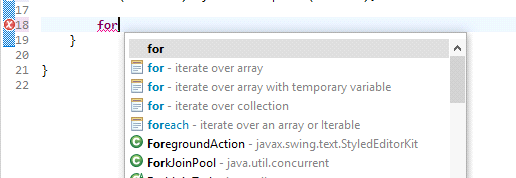 17
18 for
19 }
20
21 }
22
for
for - iterate over array
for - iterate over array with temporary variable
for - iterate over collection
foreach - iterate over an array or Iterable
ForegroundAction - javax.swing.text.StyledEditorKit
ForkJoinPool - java.util.concurrent